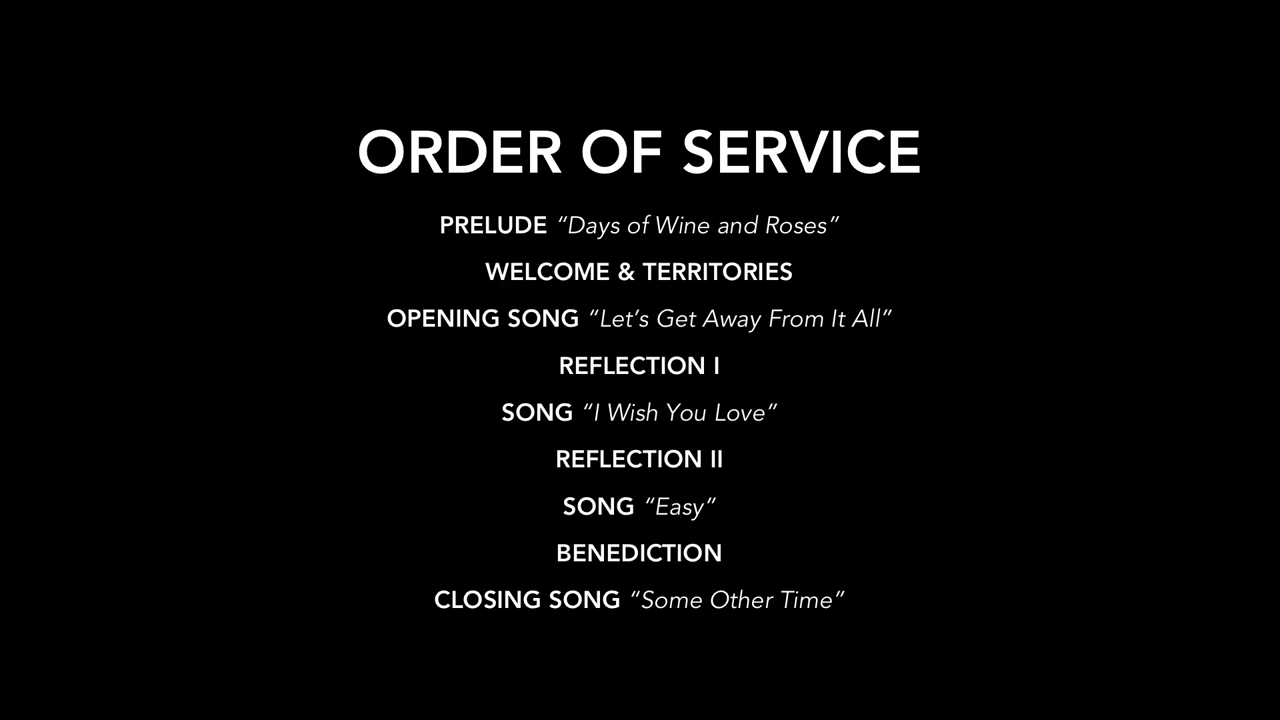 ORDER OF SERVICE
PRELUDE “Days of Wine and Roses”
WELCOME & TERRITORIES
OPENING SONG “Let’s Get Away From It All”
REFLECTION I
SONG “I Wish You Love”
REFLECTION II
SONG “Easy”
BENEDICTION
CLOSING SONG “Some Other Time”